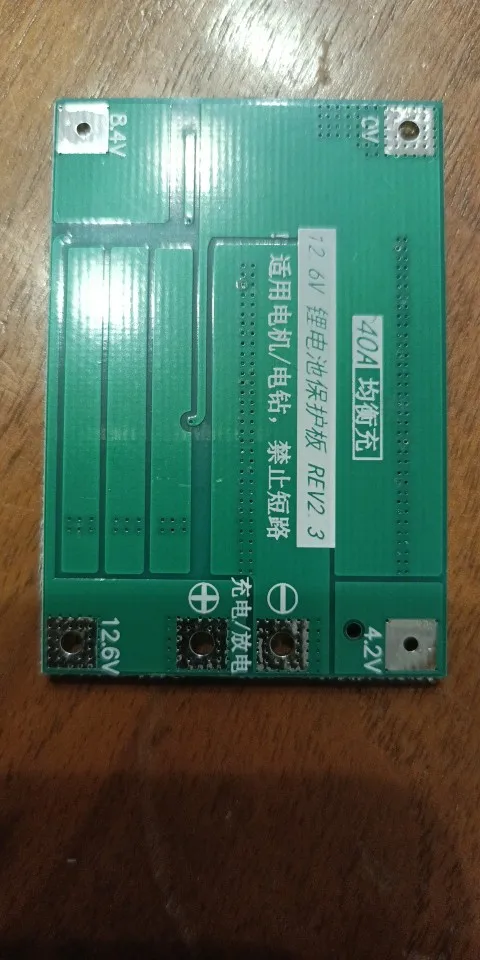 0V
4.2V
40A 均衡充
12.6V 锂电池保护板 REV2.3
! 适用电机/电钻，禁止短路
⊖
充电/放电
⊕
8.4V
12.6V